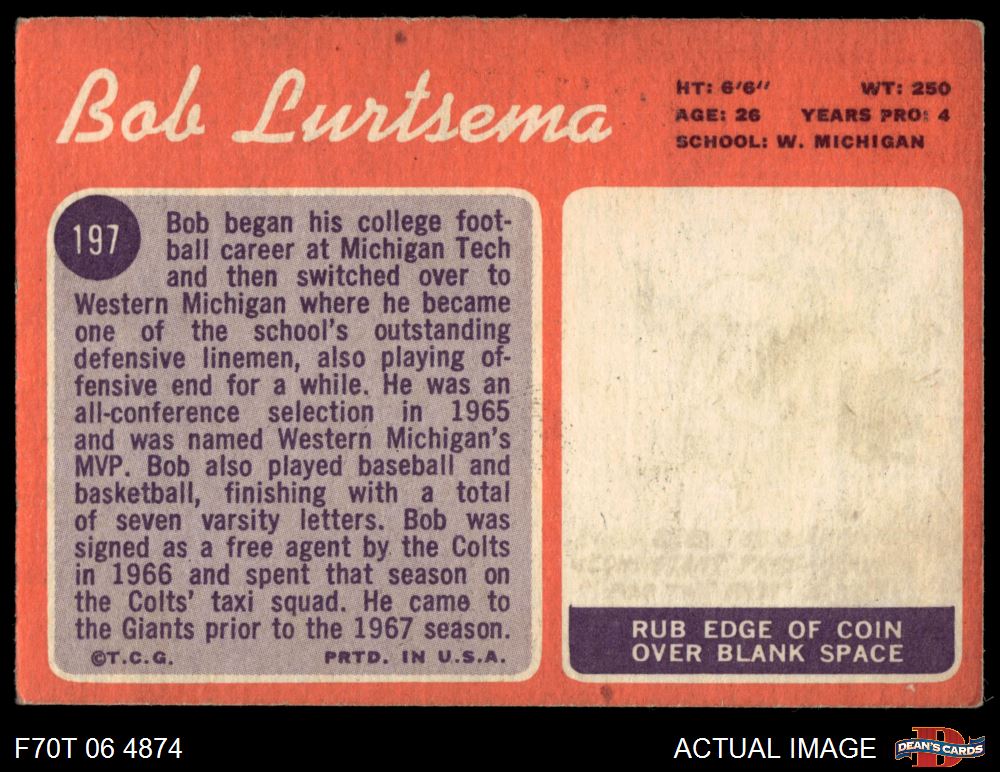 Bob Lurtsema
HT: 6'6'' WT: 250
AGE: 26 YEARS PRO: 4
SCHOOL: W. MICHIGAN
197
Bob began his college foot-
ball career at Michigan Tech
and then switched over to
Western Michigan where he became
one of the school's outstanding
defensive linemen, also playing of-
fensive end for a while. He was an
all-conference selection in 1965
and was named Western Michigan's
MVP. Bob also played baseball and
basketball, finishing with a total
of seven varsity letters. Bob was
signed as a free agent by the Colts
in 1966 and spent that season on
the Colts' taxi squad. He came to
the Giants prior to the 1967 season.
©T.C.G. PRTD. IN U.S.A.
RUB EDGE OF COIN
OVER BLANK SPACE
F70T 06 4874
ACTUAL IMAGE
DEAN'S CARDS